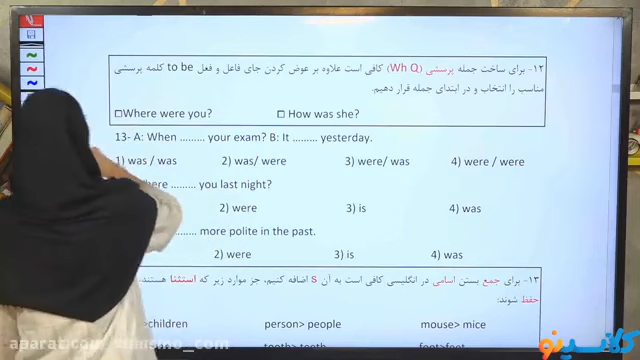 ۱۲- برای ساخت جمله پرسشی (Wh Q) کافی است علاوه بر عوض کردن جای فاعل و فعل to be کلمه پرسشی
مناسب را انتخاب و در ابتدای جمله قرار دهیم.
□Where were you? □ How was she?
13- A: When ......... your exam? B: It ......... yesterday.
1) was / was 2) was/ were 3) were/ was 4) were / were
......... you last night?
2) were 3) is 4) was
......... more polite in the past.
2) were 3) is 4) was
۱۳- برای جمع بستن اسامی در انگلیسی کافی است به آن S اضافه کنیم، جز موارد زیر که استثنا هستند
حفظ شوند:
>children person> people mouse> mice
tooth> teeth foot>feet
کلاسینو